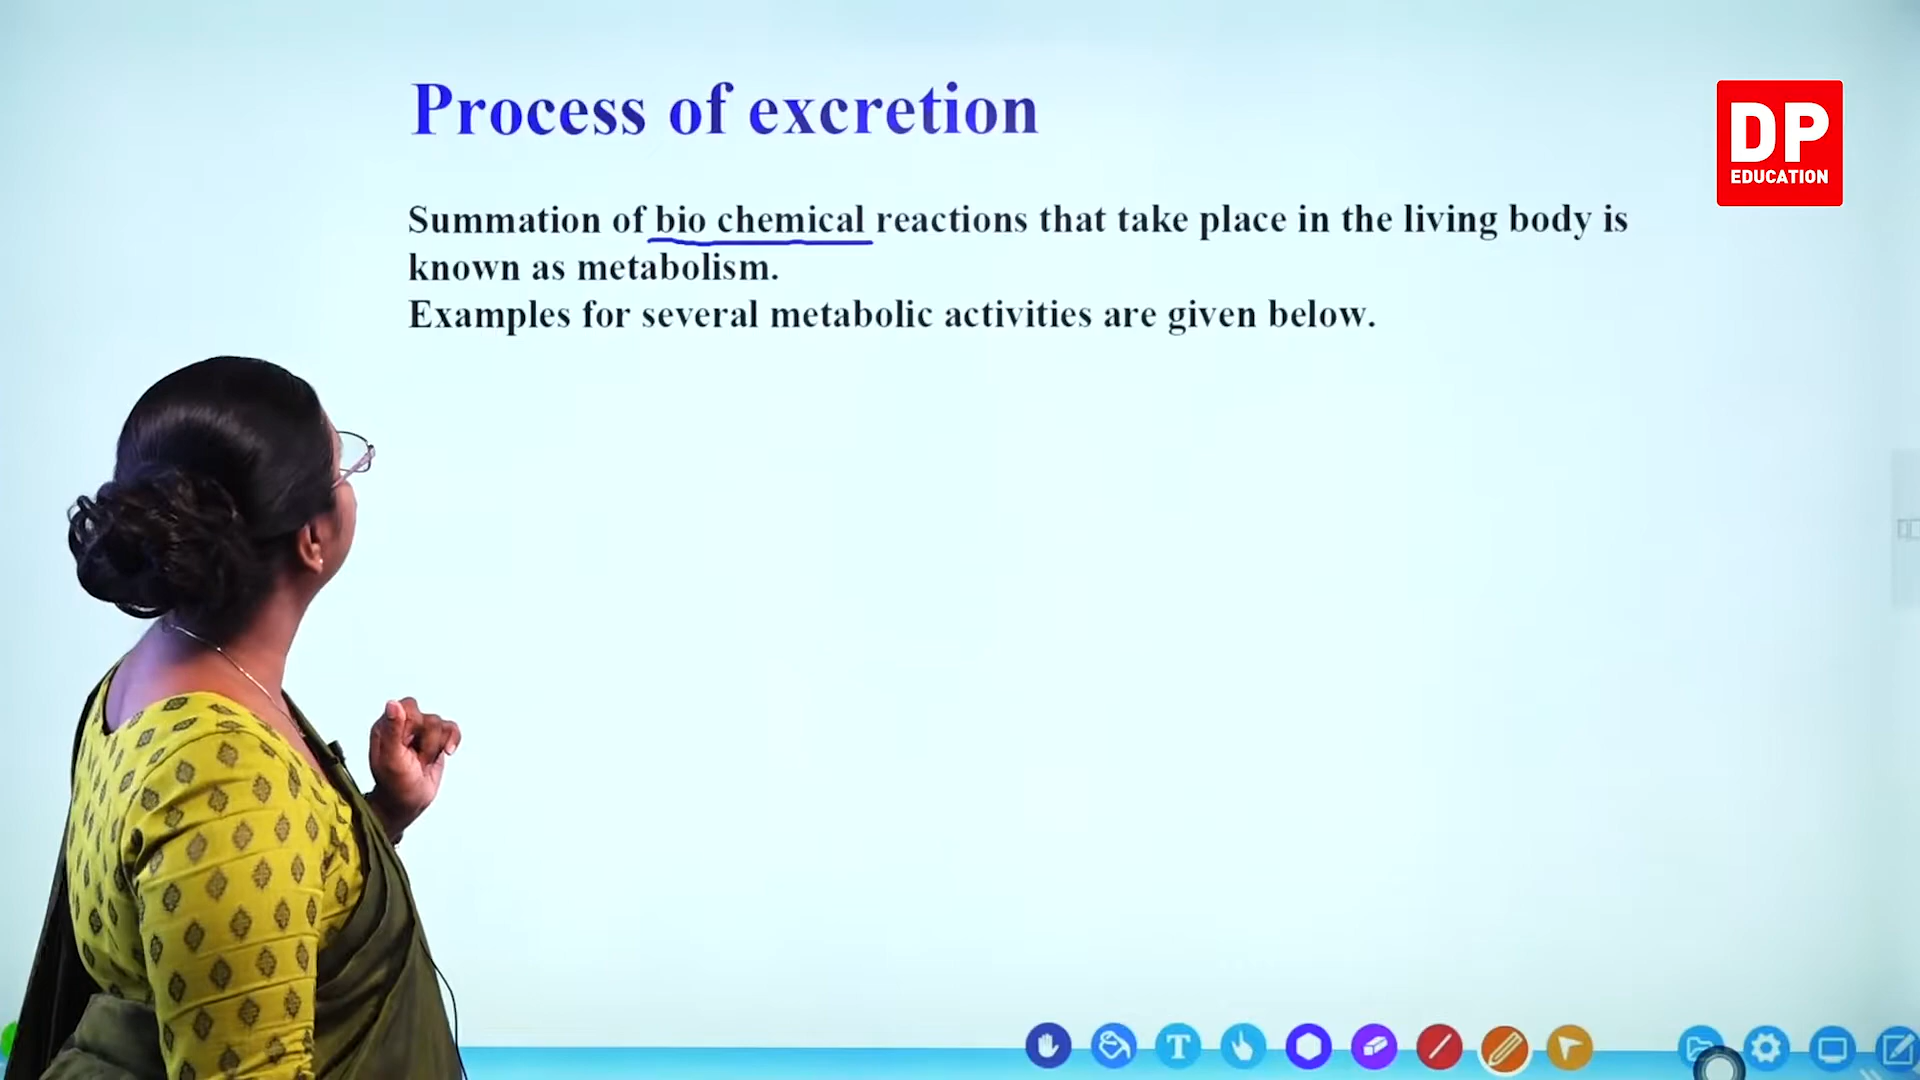 Process of excretion
DP
EDUCATION
Summation of bio chemical reactions that take place in the living body is
known as metabolism.
Examples for several metabolic activities are given below.
T